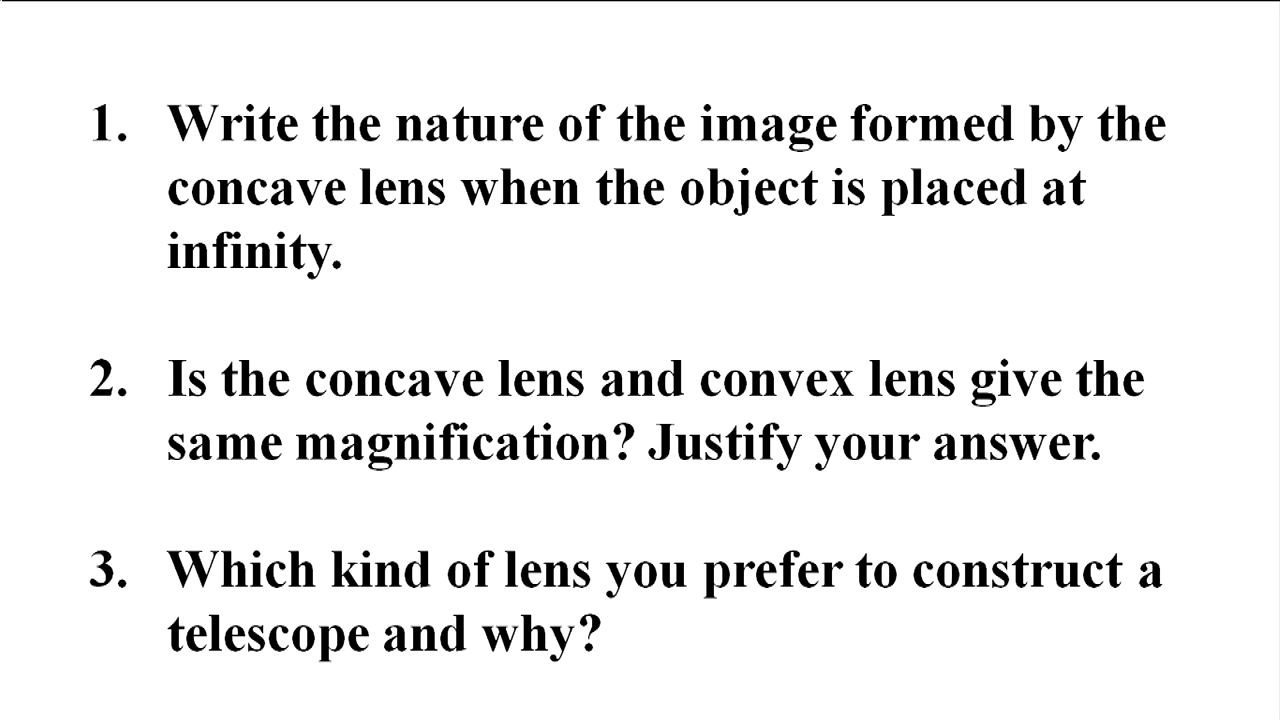 1. Write the nature of the image formed by the
concave lens when the object is placed at
infinity.
2. Is the concave lens and convex lens give the
same magnification? Justify your answer.
3. Which kind of lens you prefer to construct a
telescope and why?